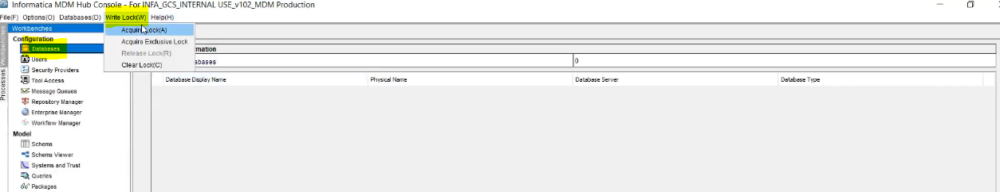 Informatica MDM Hub Console - For INFA_GCS_INTERNAL USE_v102_MDM Production
File(F) Options(O) Databases(D) Write Lock(W) Help(H)
Workbenches
Acquire Lock(A)
Acquire Exclusive Lock
Release Lock(R)
Clear Lock(C)
Configuration
Databases
Users
Security Providers
Tool Access
Message Queues
Repository Manager
Enterprise Manager
Workflow Manager
Model
Schema
Schema Viewer
Systems and Trust
Queries
Packages
Workbenches
Processes
rmation
abases 0
Database Display Name Physical Name Database Server Database Type